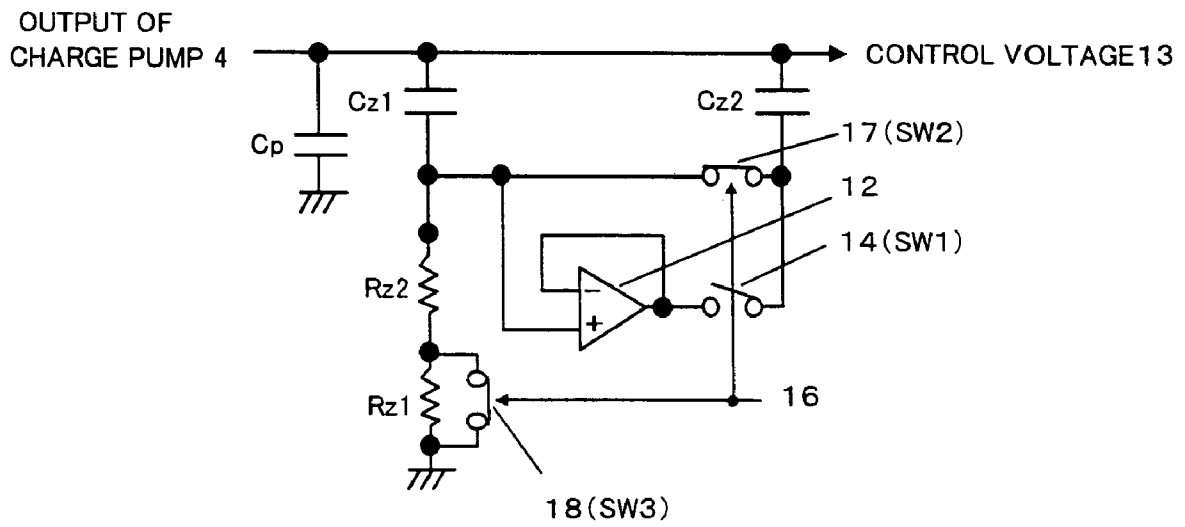 OUTPUT OF
CHARGE PUMP 4
CONTROL VOLTAGE13
Cz1
Cz2
Cp
17(SW2)
12
14(SW1)
Rz2
−
+
Rz1
16
18(SW3)